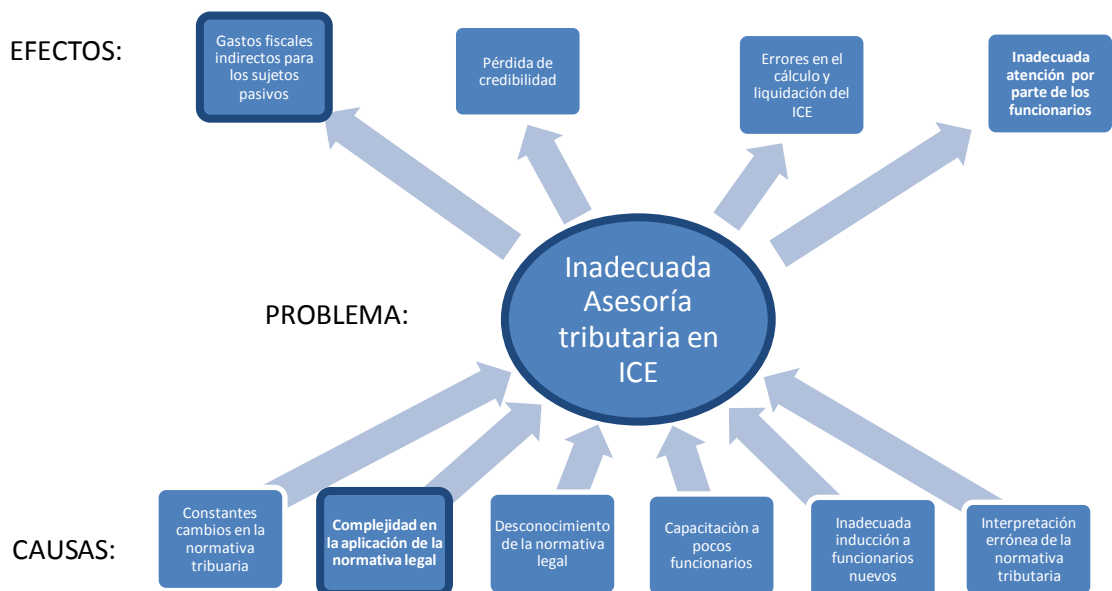 EFECTOS:
Gastos fiscales
indirectos para
los sujetos
pasivos
Pérdida de
credibilidad
Errores en el
cálculo y
liquidación del
ICE
Inadecuada
atención por
parte de los
funcionarios
PROBLEMA:
Inadecuada
Asesoría
tributaria en
ICE
CAUSAS:
Constantes
cambios en la
normativa
tribuaria
Complejidad en
la aplicación de la
normativa legal
Desconocimiento
de la normativa
legal
Capacitaciòn a
pocos
funcionarios
Inadecuada
inducción a
funcionarios
nuevos
Interpretación
errónea de la
normativa
tributaria